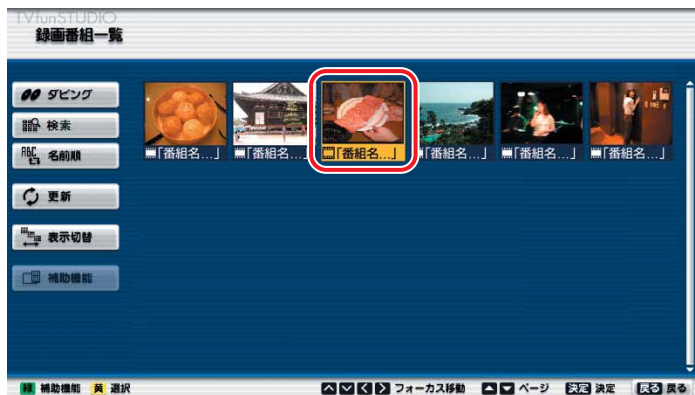 TVfunSTUDIO
録画番組一覧
ダビング
検索
ABC 名前順
更新
表示切替
補助機能
「番組名...」
「番組名...」
「番組名...」
「番組名...」
「番組名...」
「番組名...」
緑 補助機能 黄 選択
フォーカス移動 ページ 決定 決定 戻る 戻る